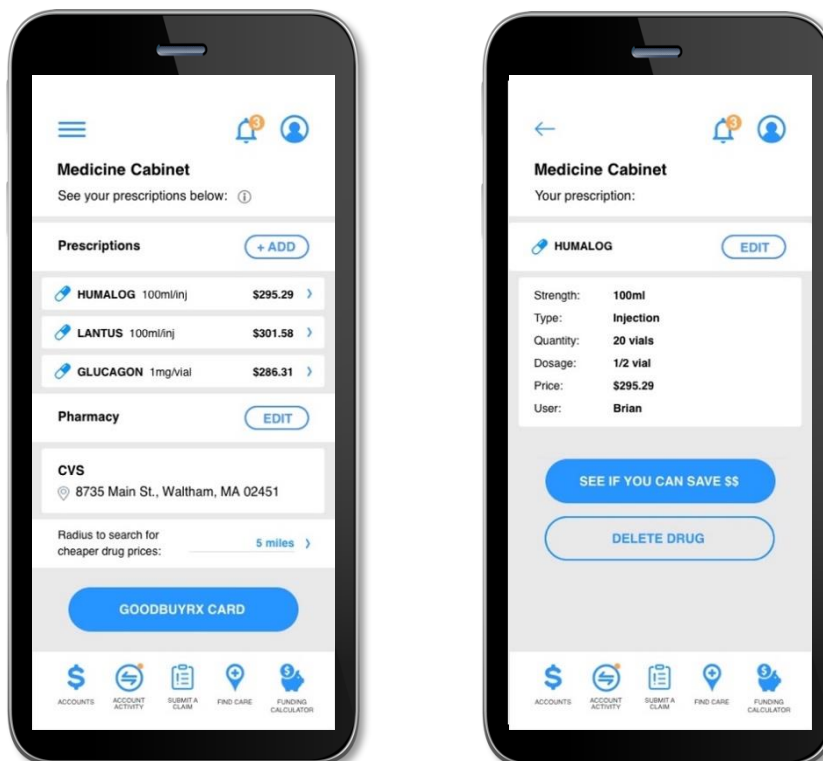 3
Medicine Cabinet
See your prescriptions below:
Prescriptions
+ ADD
HUMALOG 100ml/inj $295.29
LANTUS 100ml/inj $301.58
GLUCAGON 1mg/vial $286.31
Pharmacy
EDIT
CVS
8735 Main St., Waltham, MA 02451
Radius to search for
cheaper drug prices:
5 miles
GOODBUYRX CARD
ACCOUNTS
ACCOUNT
ACTIVITY
SUBMIT A
CLAIM
FIND CARE
FUNDING
CALCULATOR
3
Medicine Cabinet
Your prescription:
HUMALOG
EDIT
Strength: 100ml
Type: Injection
Quantity: 20 vials
Dosage: 1/2 vial
Price: $295.29
User: Brian
SEE IF YOU CAN SAVE $$
DELETE DRUG
ACCOUNTS
ACCOUNT
ACTIVITY
SUBMIT A
CLAIM
FIND CARE
FUNDING
CALCULATOR